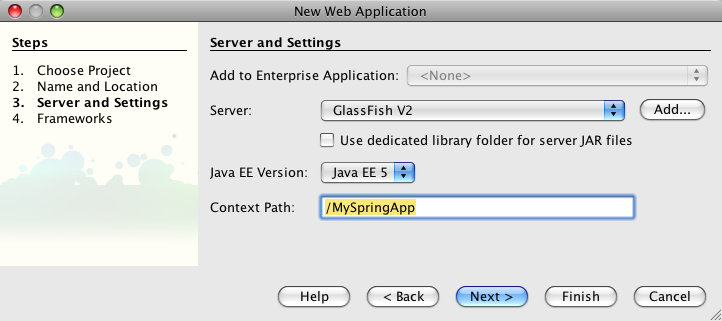 New Web Application
Steps
1. Choose Project
2. Name and Location
3. Server and Settings
4. Frameworks
Server and Settings
Add to Enterprise Application: <None>
Server: GlassFish V2 Add...
Use dedicated library folder for server JAR files
Java EE Version: Java EE 5
Context Path: /MySpringApp
Help < Back Next > Finish Cancel